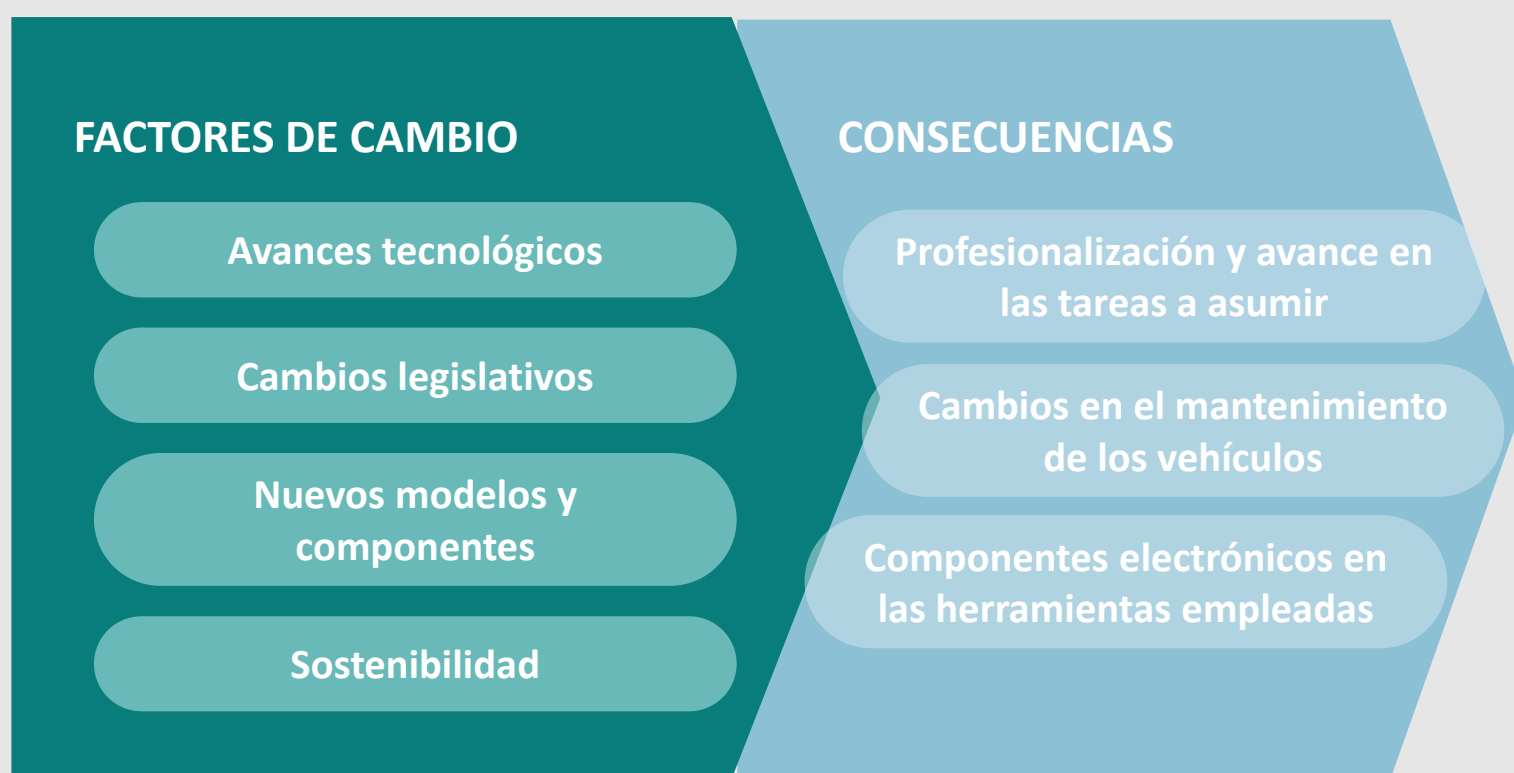 FACTORES DE CAMBIO
Avances tecnológicos
Cambios legislativos
Nuevos modelos y
componentes
Sostenibilidad
CONSECUENCIAS
Profesionalización y avance en
las tareas a asumir
Cambios en el mantenimiento
de los vehículos
Componentes electrónicos en
las herramientas empleadas